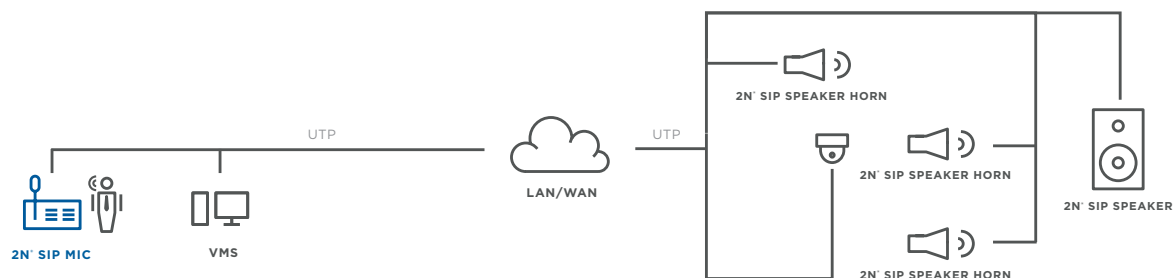 2N° SIP SPEAKER HORN
UTP
UTP
2N° SIP SPEAKER HORN
LAN/WAN
2N° SIP SPEAKER
2N° SIP MIC
VMS
2N° SIP SPEAKER HORN